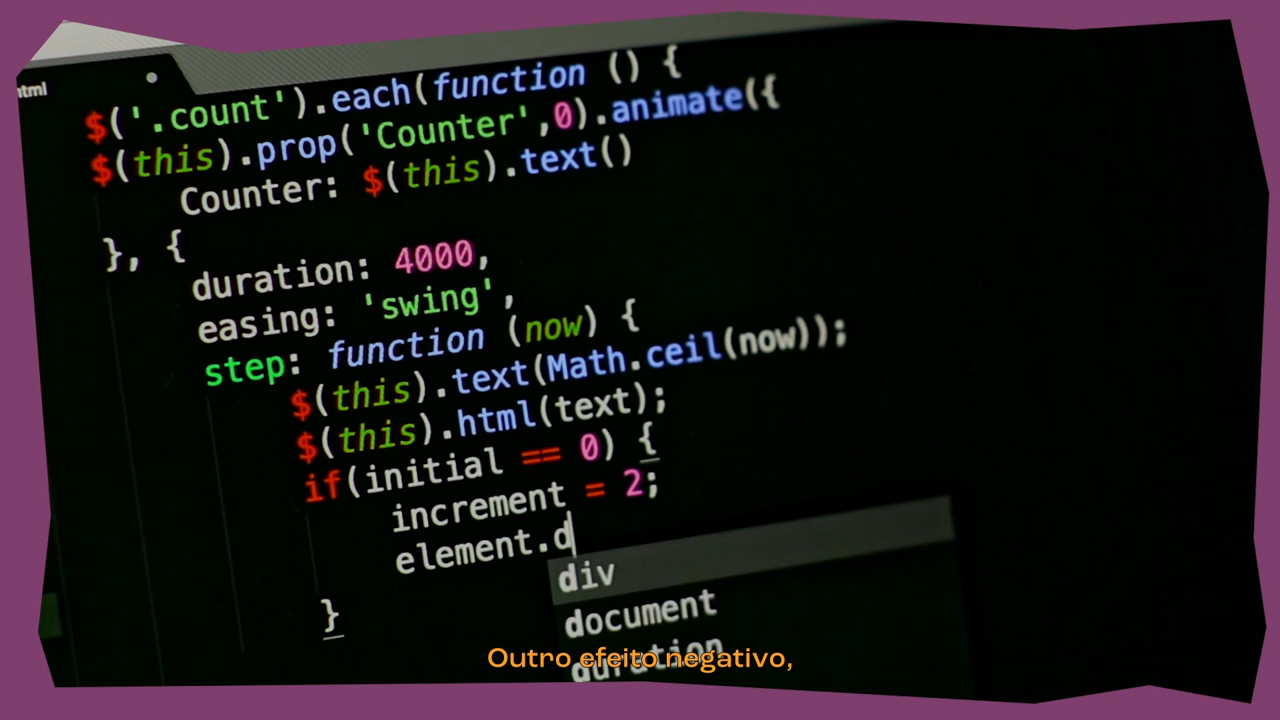 html
$('.count').each(function () {
$(this).prop('Counter',0).animate({
Counter: $(this).text()
}, {
duration: 4000,
easing: 'swing',
step: function (now) {
$(this).text(Math.ceil(now));
$(this).html(text);
if(initial == 0) {
increment = 2;
element.d
div
document
duration
}
Outro efeito negativo,